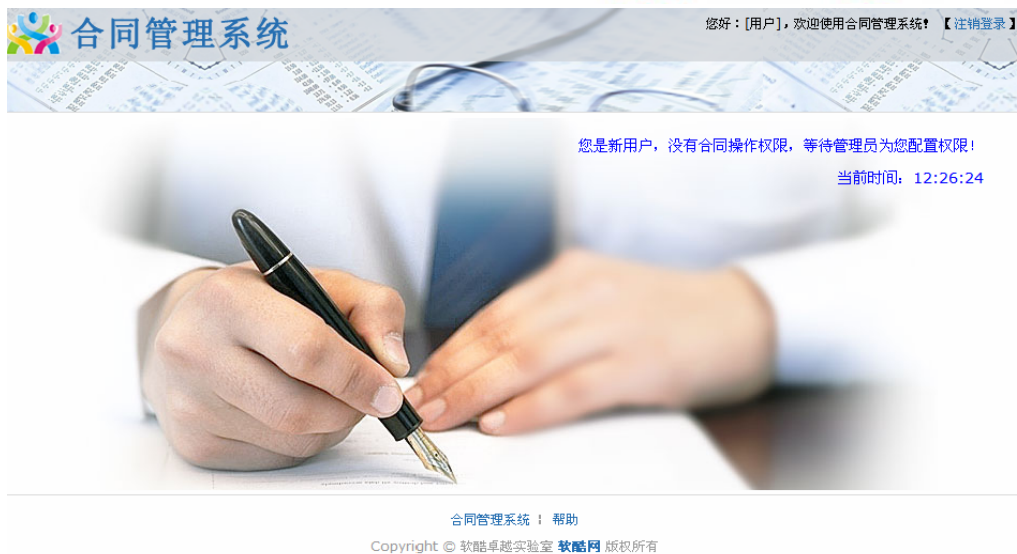 合同管理系统
您好：[用户]，欢迎使用合同管理系统！ 【注销登录】
您是新用户，没有合同操作权限，等待管理员为您配置权限！
当前时间：12:26:24
合同管理系统 ¦ 帮助
Copyright © 软酷卓越实验室 软酷网 版权所有